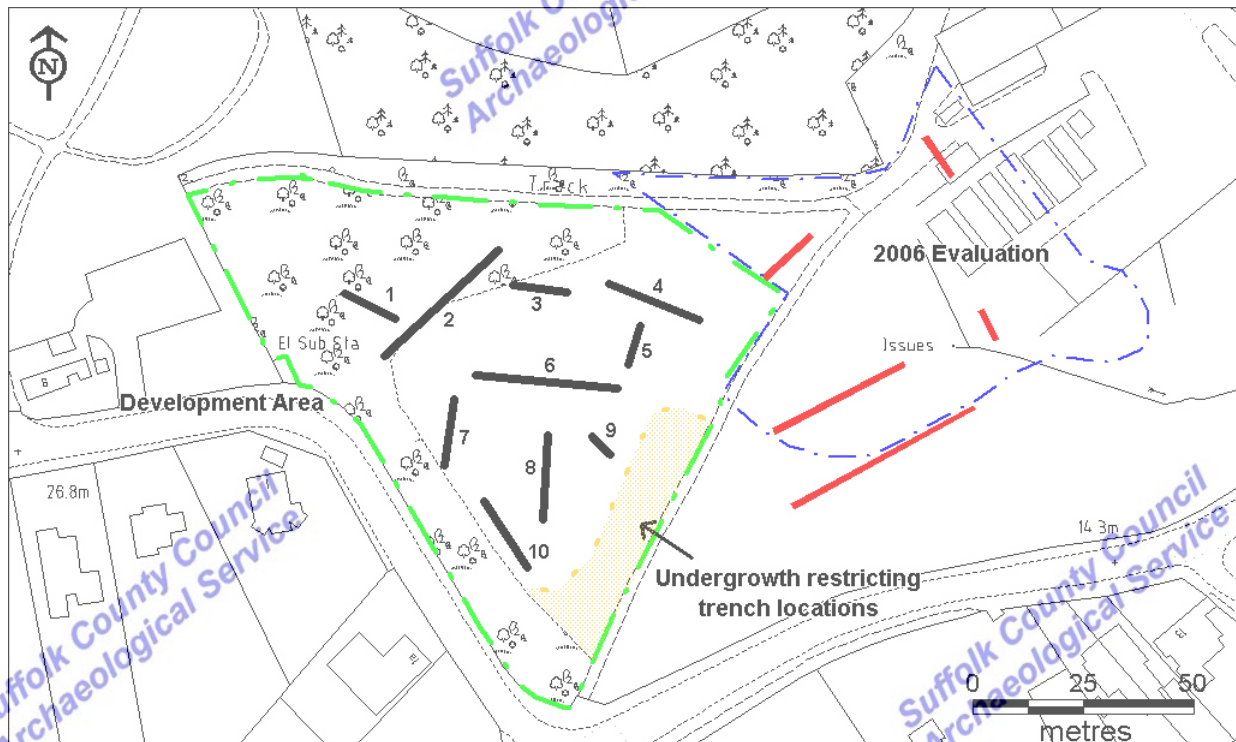 Suffolk County Council
Archaeological Service
N
Track
2006 Evaluation
1
2
3
4
5
6
7
8
9
10
El Sub Sta
Issues
Development Area
26.8m
14.3m
Undergrowth restricting
trench locations
Suffolk County Council
Archaeological Service
Suffolk County Council
Archaeological Service
0 25 50
metres